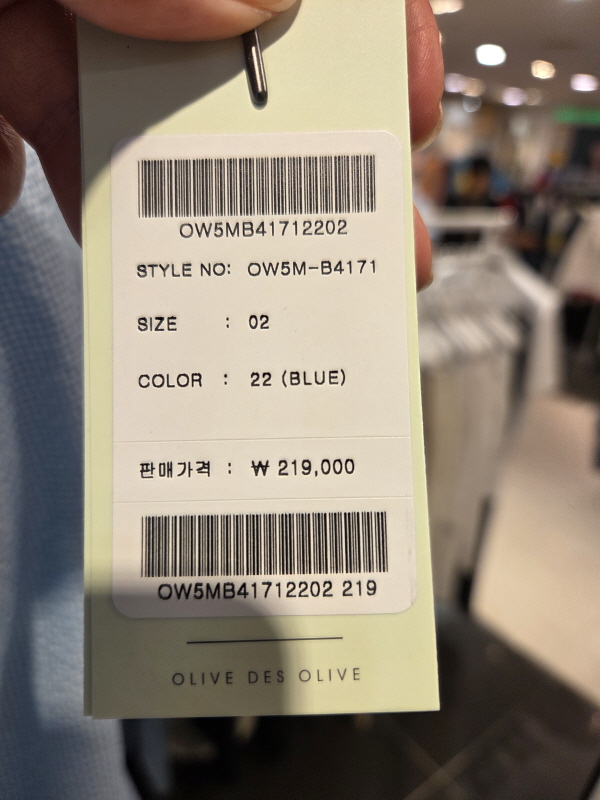 OW5MB41712202
STYLE NO: OW5M-B4171
SIZE : 02
COLOR : 22 (BLUE)
판매가격 : ₩ 219,000
OW5MB41712202 219
OLIVE DES OLIVE